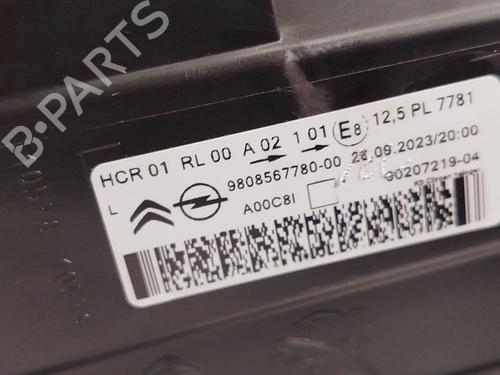 B-PARTS
HCR 01 RL 00 A 02 1 01 E8 12,5 PL 7781
L 9808567780-00 09.2023/20:00
A00C8I 90207219-04